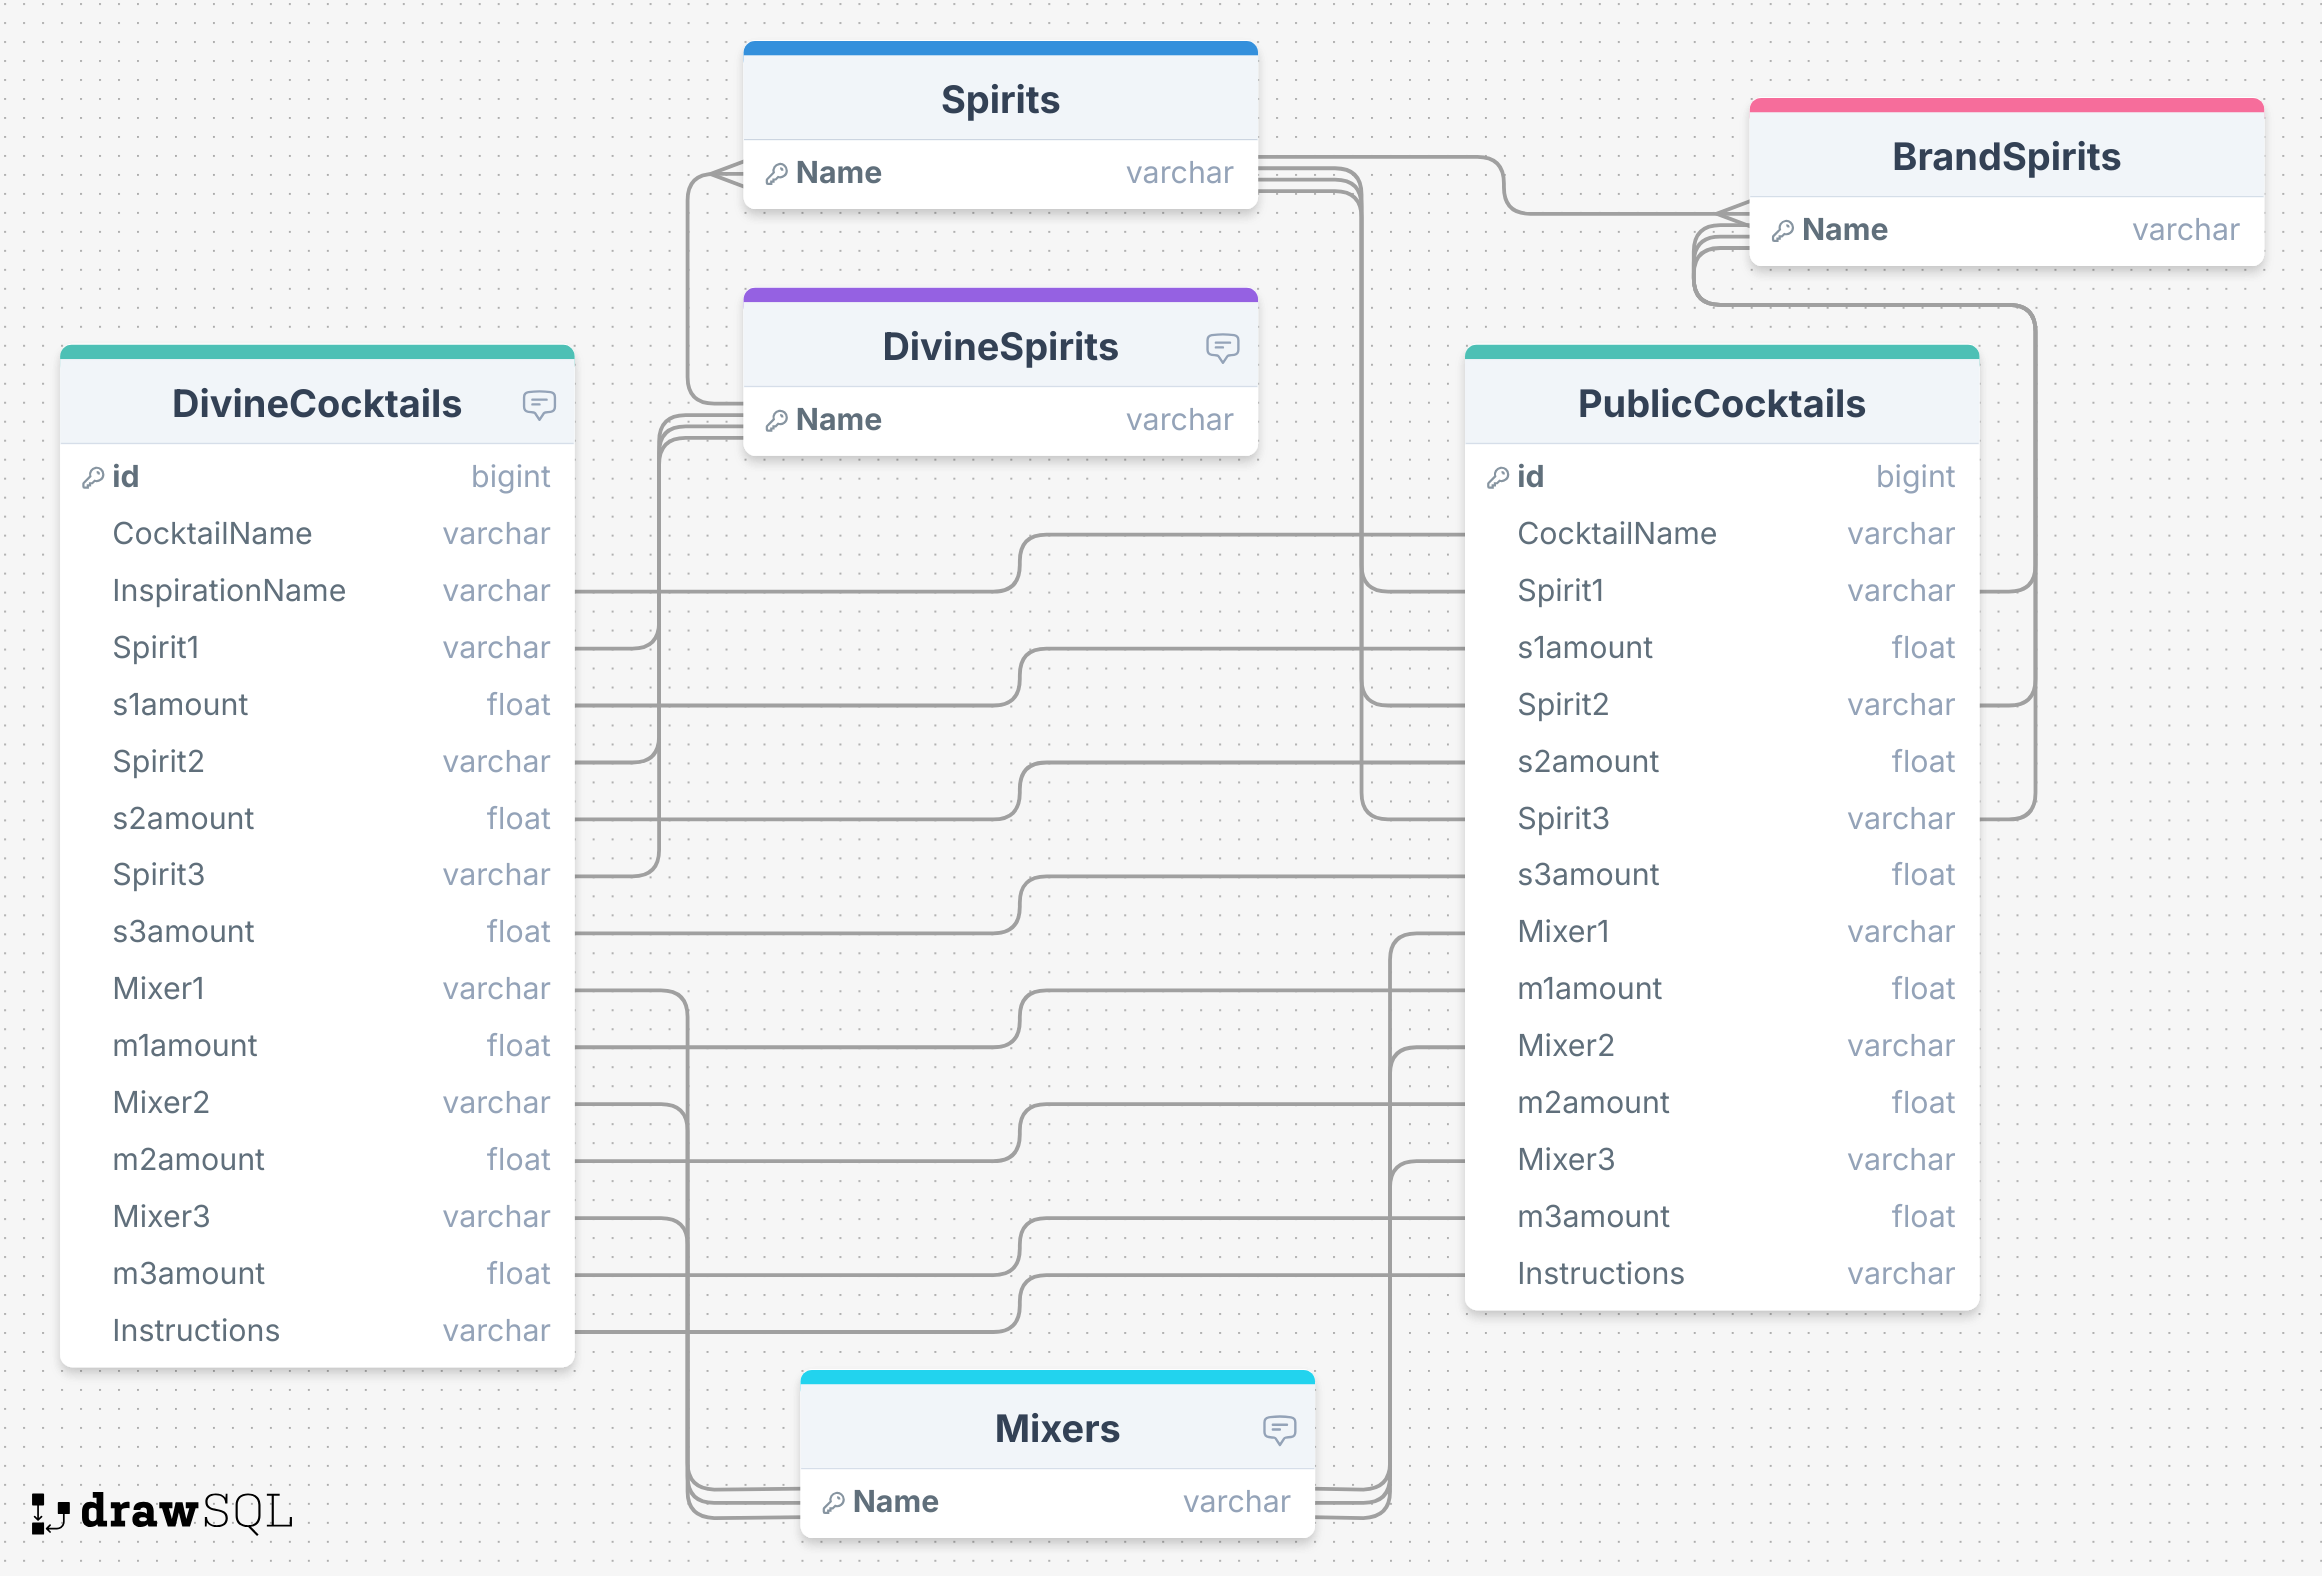 Spirits
Name varchar
BrandSpirits
Name varchar
DivineSpirits
Name varchar
DivineCocktails
id bigint
CocktailName varchar
InspirationName varchar
Spirit1 varchar
s1amount float
Spirit2 varchar
s2amount float
Spirit3 varchar
s3amount float
Mixer1 varchar
m1amount float
Mixer2 varchar
m2amount float
Mixer3 varchar
m3amount float
Instructions varchar
PublicCocktails
id bigint
CocktailName varchar
Spirit1 varchar
s1amount float
Spirit2 varchar
s2amount float
Spirit3 varchar
s3amount float
Mixer1 varchar
m1amount float
Mixer2 varchar
m2amount float
Mixer3 varchar
m3amount float
Instructions varchar
Mixers
Name varchar
drawSQL